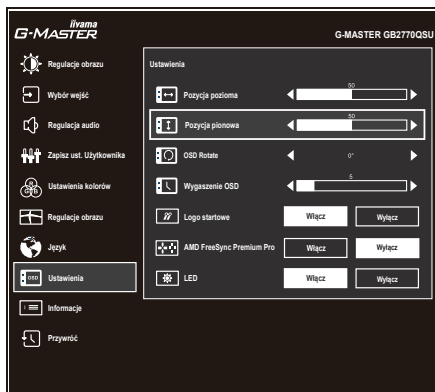 iiyama
G-MASTER
G-MASTER GB2770QSU
Regulacje obrazu
Wybór wejść
Regulacja audio
Zapisz ust. Użytkownika
R
G B
Ustawienia kolorów
Regulacje obrazu
Język
OSD
Ustawienia
i
Informacje
Przywróć
Ustawienia
Pozycja pozioma
50
Pozycja pionowa
50
OSD Rotate
0°
Wygaszenie OSD
5
Logo startowe
Włącz
Wyłącz
AMD FreeSync Premium Pro
Włącz
Wyłącz
LED
Włącz
Wyłącz